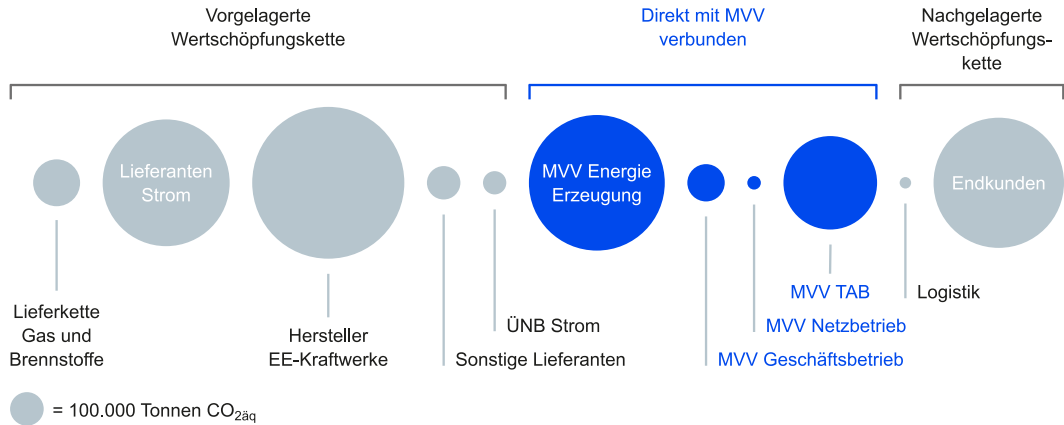 Vorgelagerte
Wertschöpfungskette
Direkt mit MVV
verbunden
Nachgelagerte
Wertschöpfungs-
kette
Lieferanten
Strom
MVV Energie
Erzeugung
Endkunden
Lieferkette
Gas und
Brennstoffe
Hersteller
EE-Kraftwerke
ÜNB Strom
Sonstige Lieferanten
MVV TAB
MVV Netzbetrieb
MVV Geschäftsbetrieb
Logistik
= 100.000 Tonnen CO₂äq